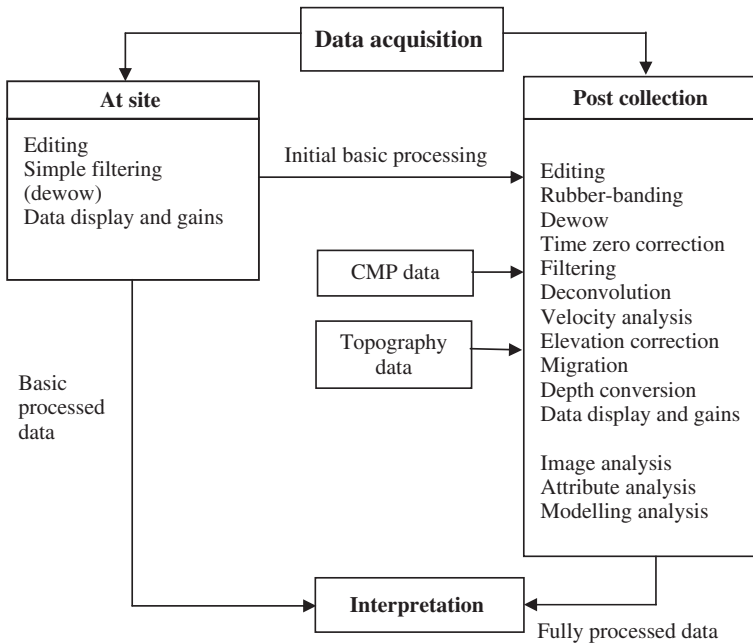 Data acquisition
At site
Editing
Simple filtering
(dewow)
Data display and gains
Initial basic processing
CMP data
Topography
data
Post collection
Editing
Rubber-banding
Dewow
Time zero correction
Filtering
Deconvolution
Velocity analysis
Elevation correction
Migration
Depth conversion
Data display and gains
Image analysis
Attribute analysis
Modelling analysis
Basic
processed
data
Interpretation
Fully processed data